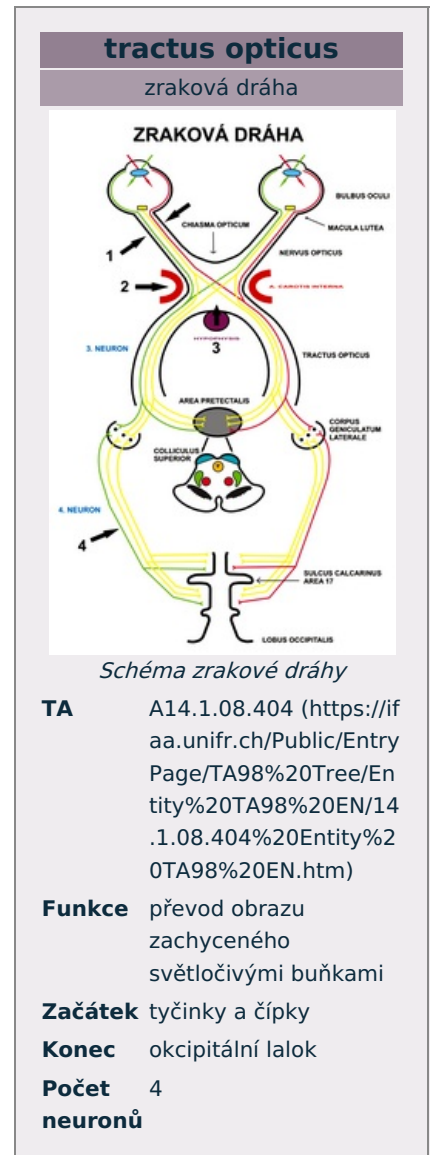 tractus opticus
zraková dráha
ZRAKOVÁ DRÁHA
BULBUS OCULI
CHIASMA OPTICUM
MACULA LUTEA
1
NERVUS OPTICUS
2
A. CAROTIS INTERNA
HYPOPHYSIS
3
3. NEURON
TRACTUS OPTICUS
AREA PRETECTALIS
CORPUS
GENICULATUM
LATERALE
COLLICULUS
SUPERIOR
4. NEURON
4
SULCUS CALCARINUS
AREA 17
LOBUS OCCIPITALIS
Schéma zrakové dráhy
TA A14.1.08.404 (https://if
aa.unifr.ch/Public/Entry
Page/TA98%20Tree/En
tity%20TA98%20EN/14
.1.08.404%20Entity%2
0TA98%20EN.htm)
Funkce převod obrazu
zachyceného
světločivými buňkami
Začátek tyčinky a čípky
Konec okcipitální lalok
Počet 4
neuronů